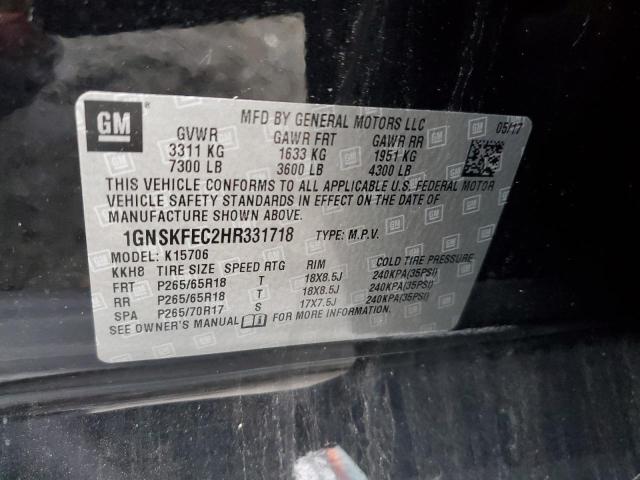 GM
MFD BY GENERAL MOTORS LLC 05/17
GVWR GAWR FRT GAWR RR
3311 KG 1633 KG 1951 KG
7300 LB 3600 LB 4300 LB
THIS VEHICLE CONFORMS TO ALL APPLICABLE U.S. FEDERAL MOTOR
VEHICLE SAFETY STANDARDS IN EFFECT ON THE DATE OF
MANUFACTURE SHOWN ABOVE.
1GNSKFEC2HR331718 TYPE: M.P.V.
MODEL: K15706
KKH8 TIRE SIZE SPEED RTG RIM COLD TIRE PRESSURE
FRT P265/65R18 T 18X8.5J 240KPA(35PSI)
RR P265/65R18 T 18X8.5J 240KPA(35PSI)
SPA P265/70R17 S 17X7.5J 240KPA(35PSI)
SEE OWNER'S MANUAL FOR MORE INFORMATION.